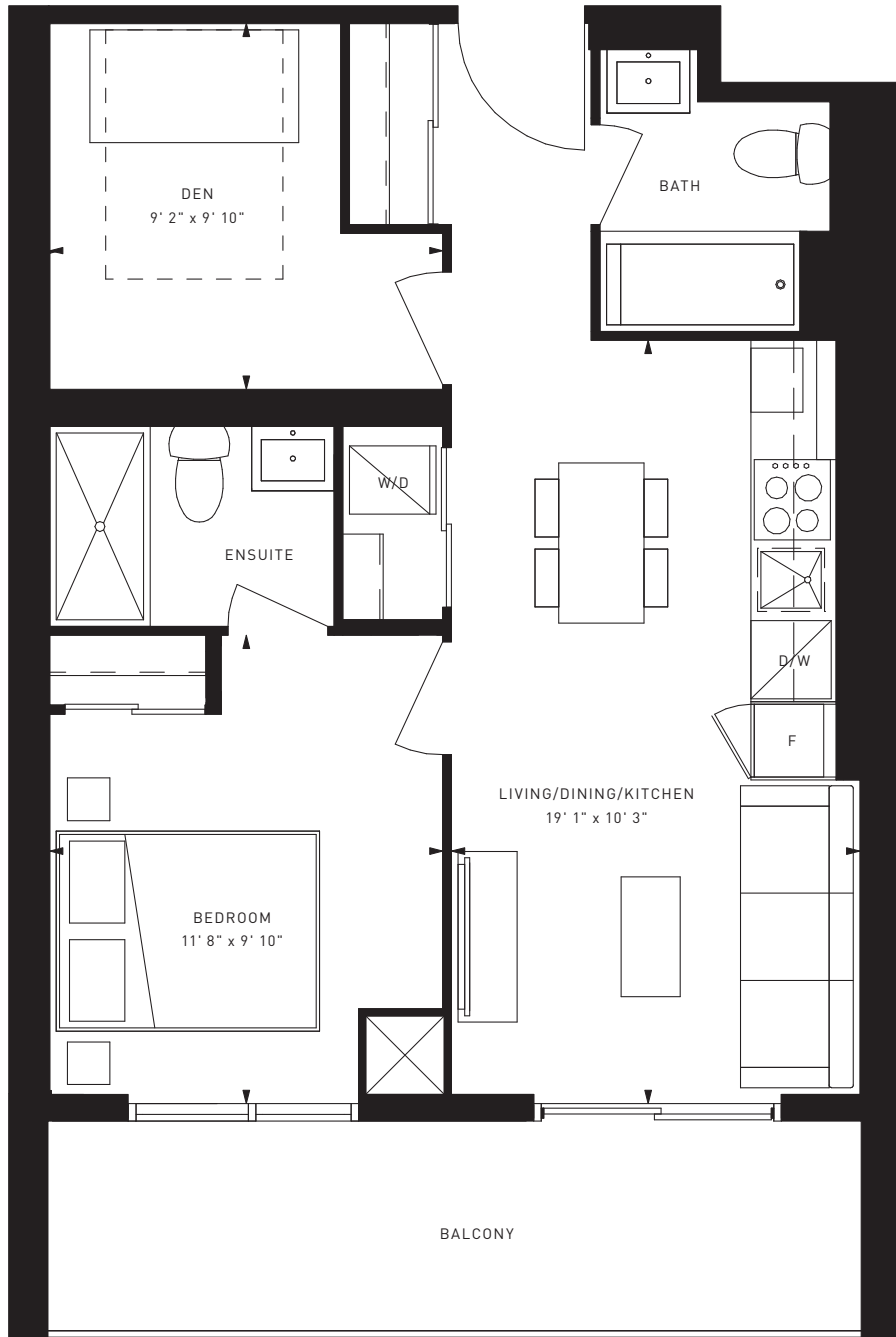 DEN
9' 2" x 9' 10"
BATH
W/D
ENSUITE
D/W
F
LIVING/DINING/KITCHEN
19' 1" x 10' 3"
BEDROOM
11' 8" x 9' 10"
BALCONY